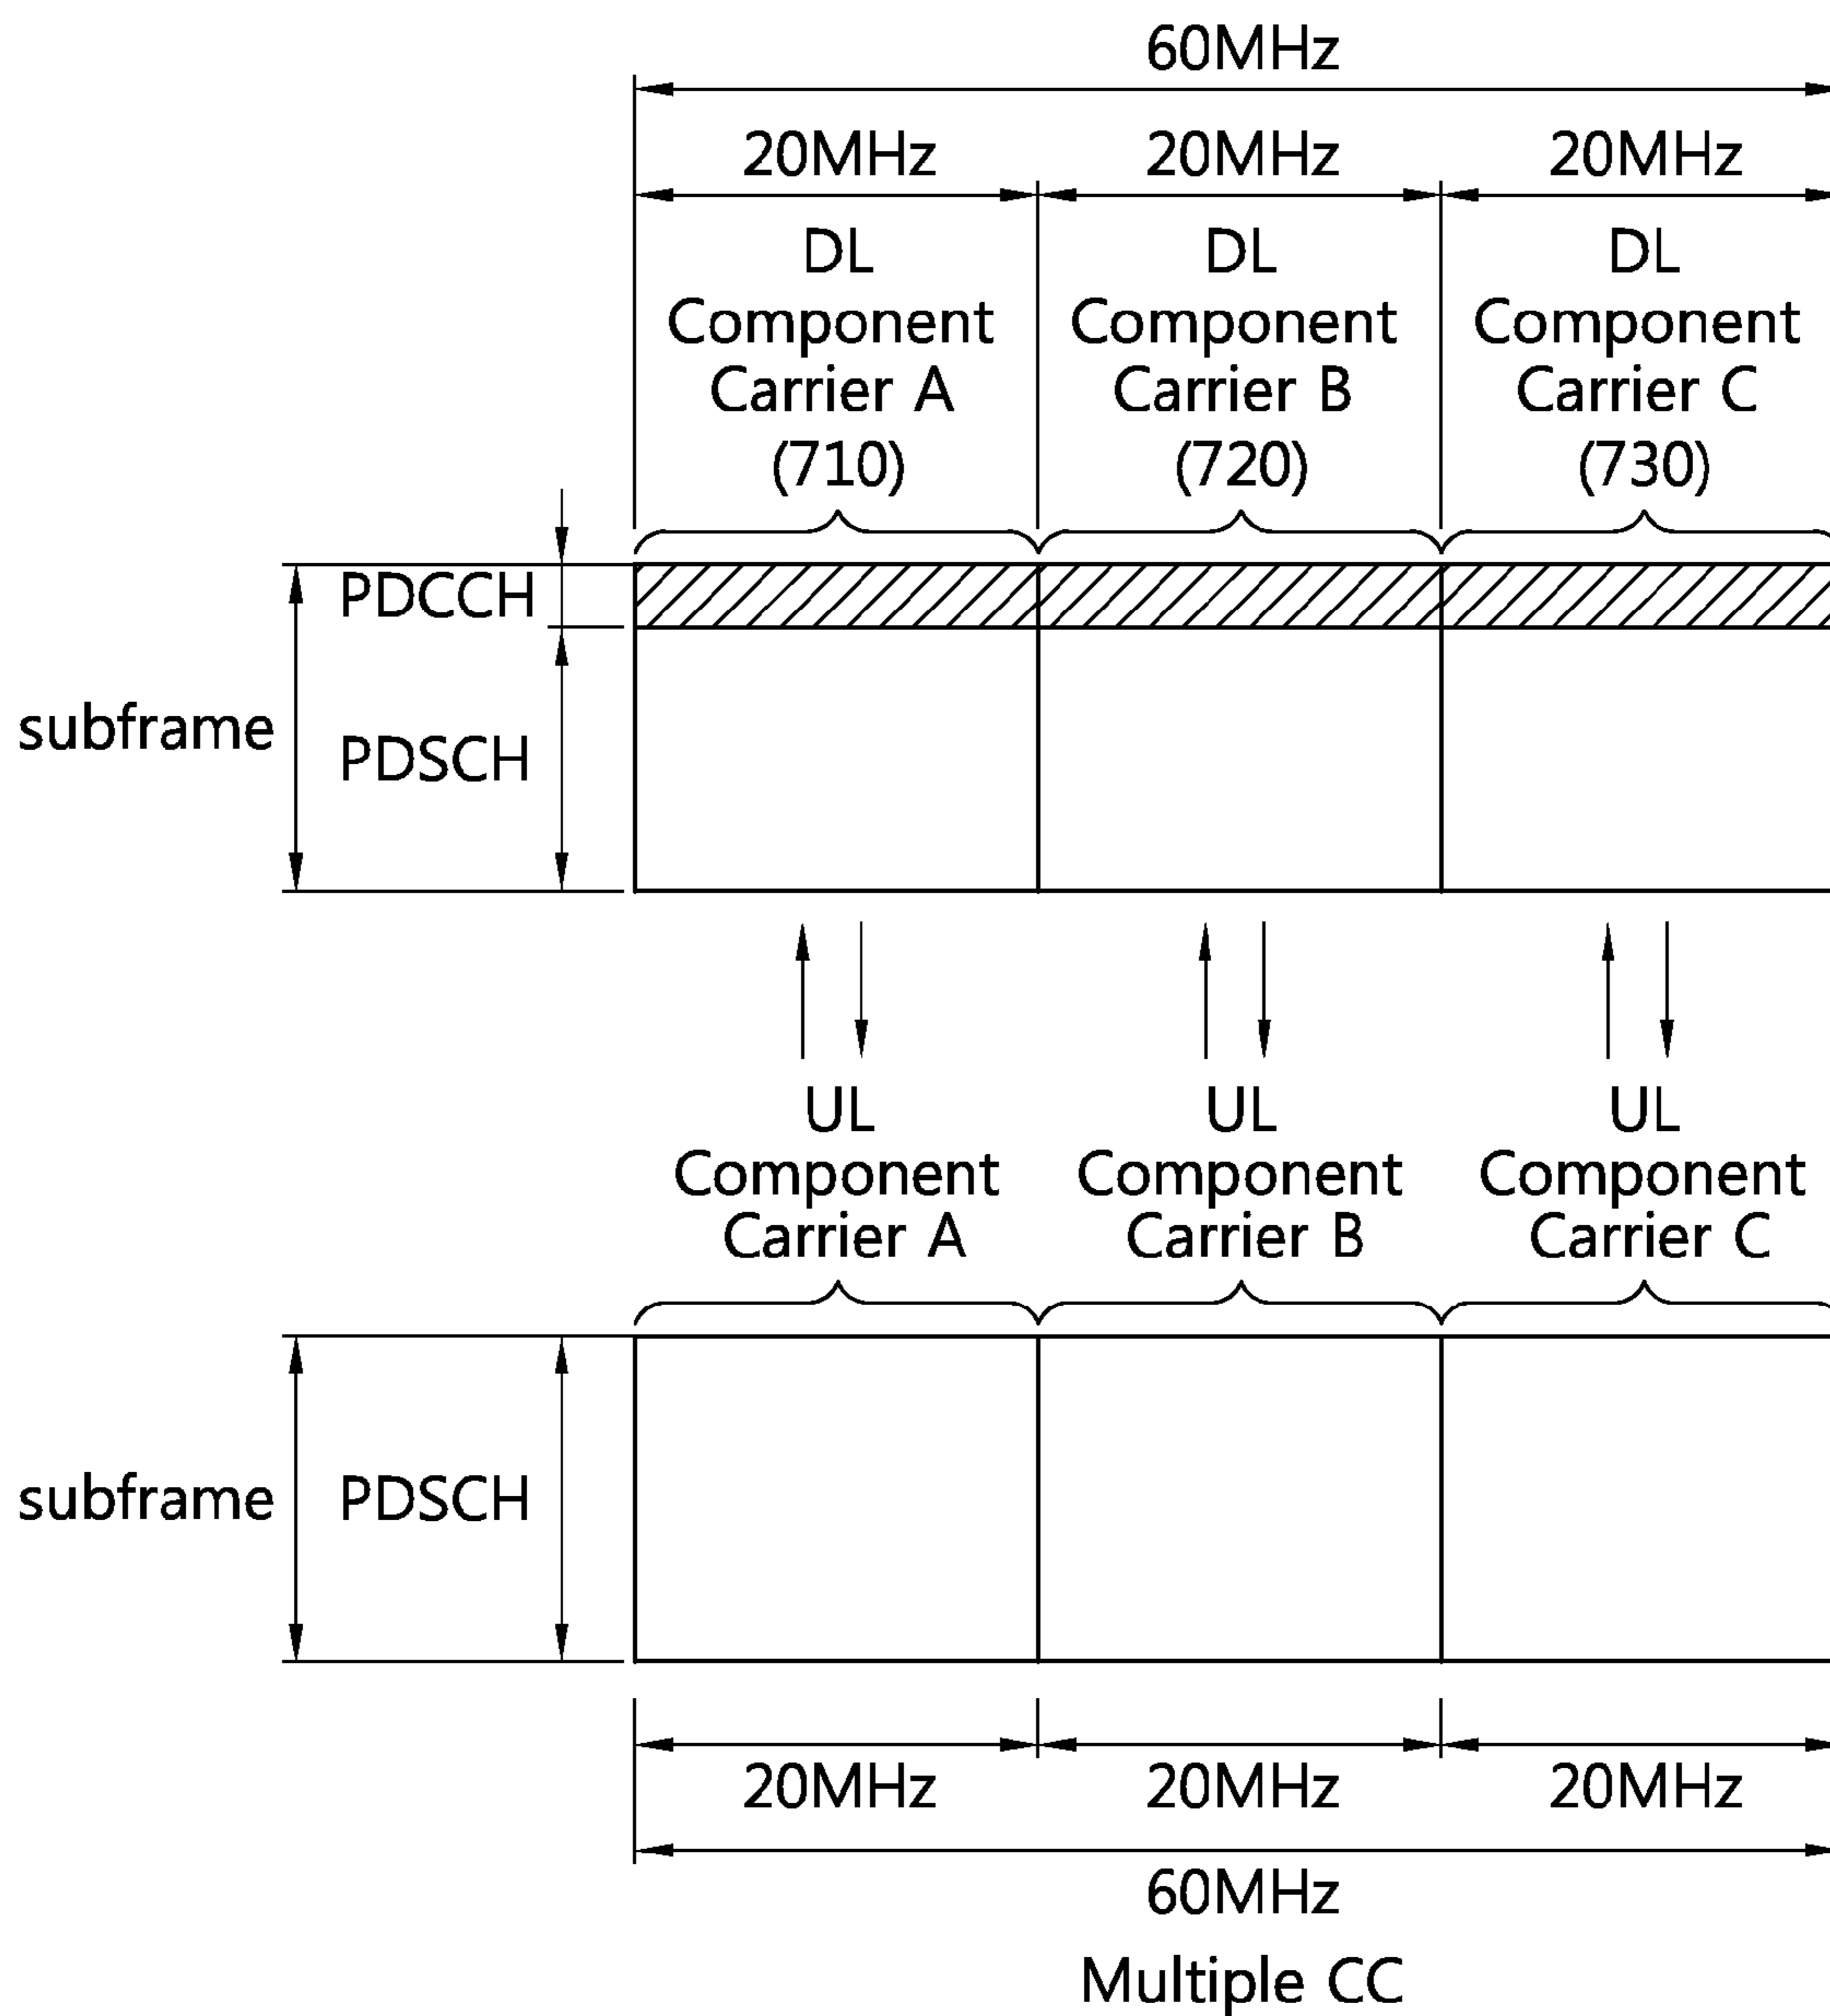 60MHz
20MHz 20MHz 20MHz
DL DL DL
Component Component Component
Carrier A Carrier B Carrier C
(710) (720) (730)
PDCCH
subframe
PDSCH
UL UL UL
Component Component Component
Carrier A Carrier B Carrier C
subframe PDSCH
20MHz 20MHz 20MHz
60MHz
Multiple CC